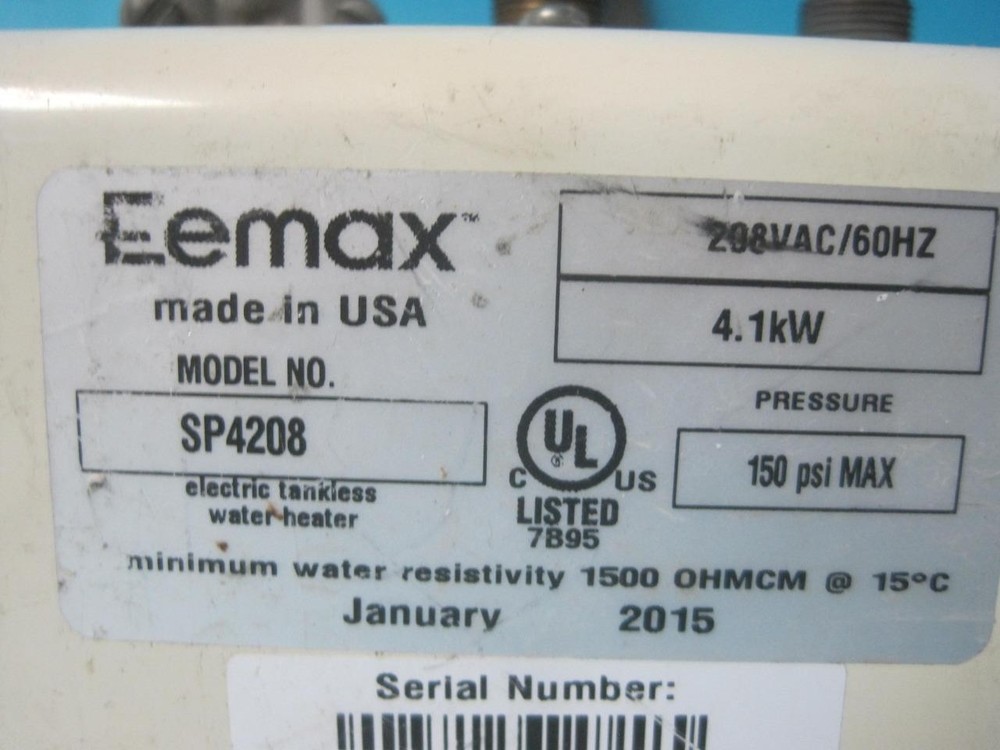 Eemax™
made in USA
MODEL NO.
SP4208
electric tankless
water heater
208VAC/60HZ
4.1kW
PRESSURE
150 psi MAX
UL
®
C US
LISTED
7B95
minimum water resistivity 1500 OHMCM @ 15°C
January 2015
Serial Number: